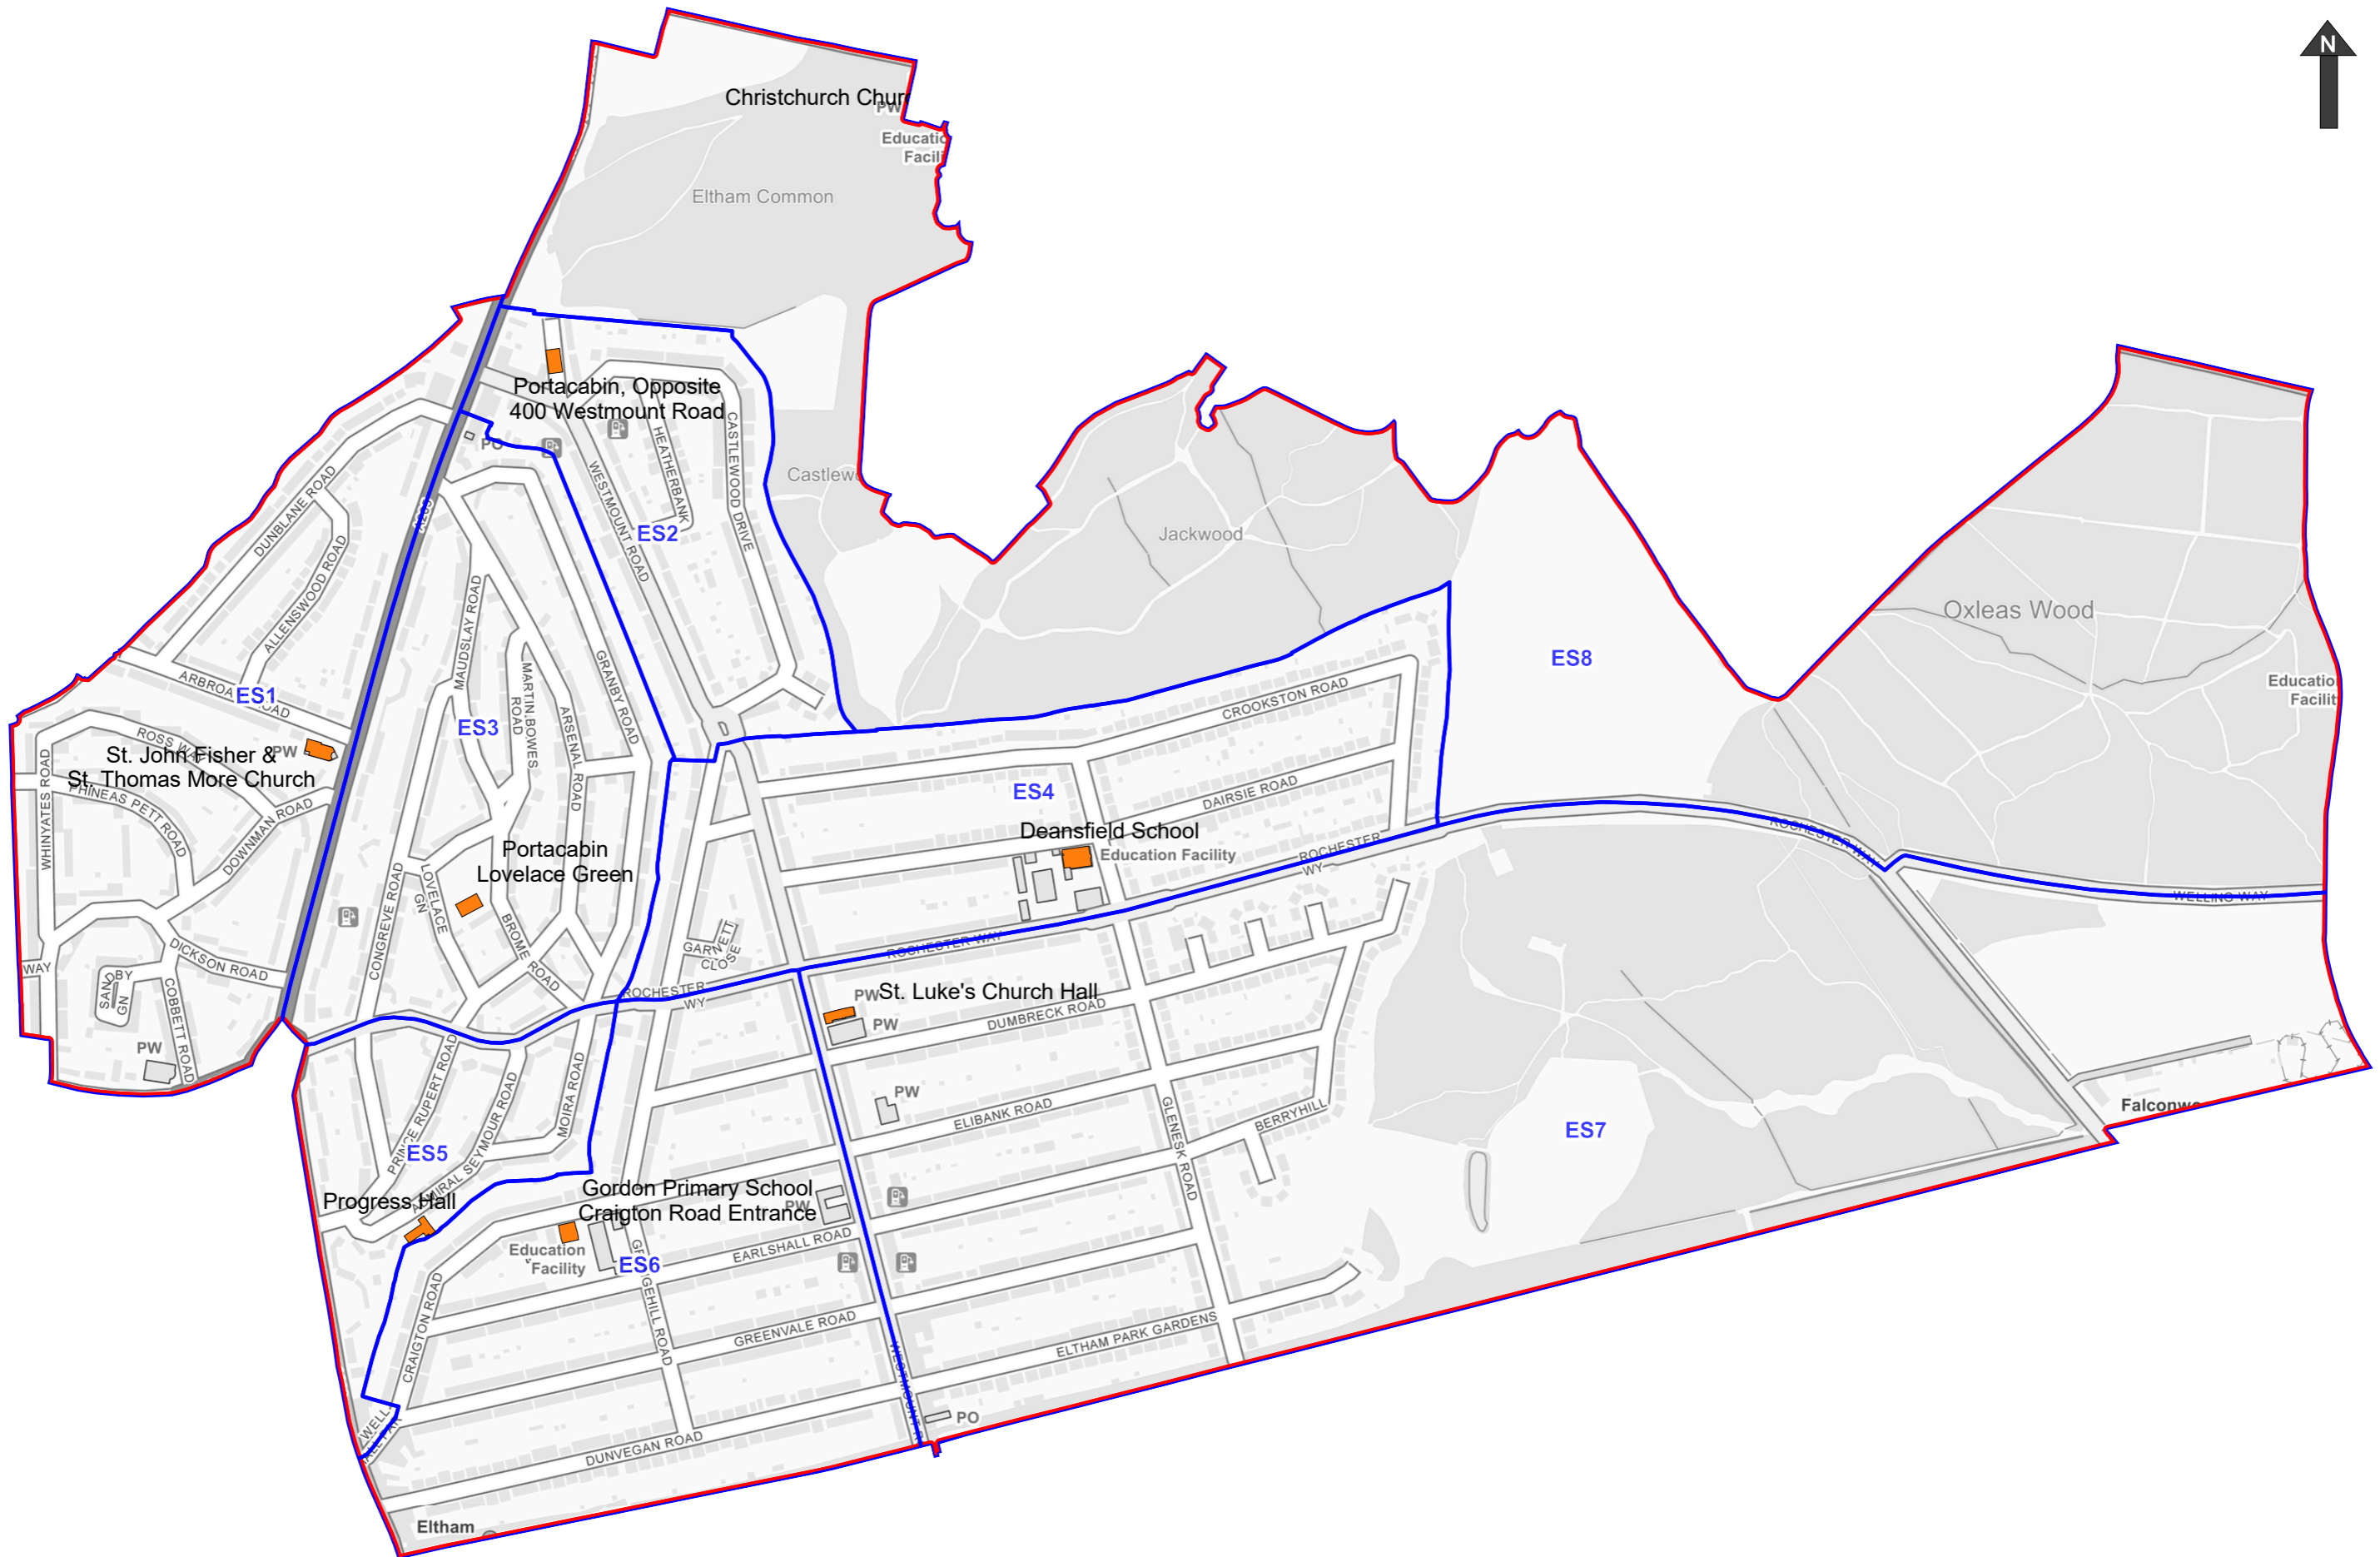 N
Christchurch Chur
PW
Educatio
Facili
Eltham Common
Portacabin, Opposite
400 Westmount Road
PO
HEATHERBANK
CASTLEWOOD DRIVE
WESTMOUNT ROAD
Castlew
ES2
Jackwood
Oxleas Wood
ES8
Educatio
Facilit
DUNBLANE ROAD
ALLENSWOOD ROAD
A205
MAUDSLAY ROAD
GRANBY ROAD
MARTIN BOWES
ROAD
ARSENAL ROAD
ARBROA OAD
ES1
ES3
ROSS WA
PW
St. John Fisher &
St. Thomas More Church
WHINYATES ROAD
PHINEAS PETT ROAD
DOWNMAN ROAD
CROOKSTON ROAD
DAIRSIE ROAD
ES4
Deansfield School
Education Facility
ROCHESTER
WY
ROCHESTER WAY
WELLING WAY
Portacabin
Lovelace Green
LOVELACE
GN
CONGREVE ROAD
BROME ROAD
GARNETT
CLOSE
ROCHESTER WAY
ROCHESTER
WY
WAY
DICKSON ROAD
SANDBY
GN
COBBETT ROAD
PW
PW
St. Luke's Church Hall
PW
DUMBRECK ROAD
PW
ELIBANK ROAD
GLENESK ROAD
BERRYHILL
ES7
Falconwo
PRINCE RUPERT ROAD
ADMIRAL SEYMOUR ROAD
MOIRA ROAD
ES5
Progress Hall
Gordon Primary School
Craigton Road Entrance
PW
Education
Facility
ES6
EARLSHALL ROAD
CRAIGTON ROAD
GREENVALE ROAD
ELTHAM PARK GARDENS
WESTMOUNT R
PO
WELL
DUNVEGAN ROAD
Eltham